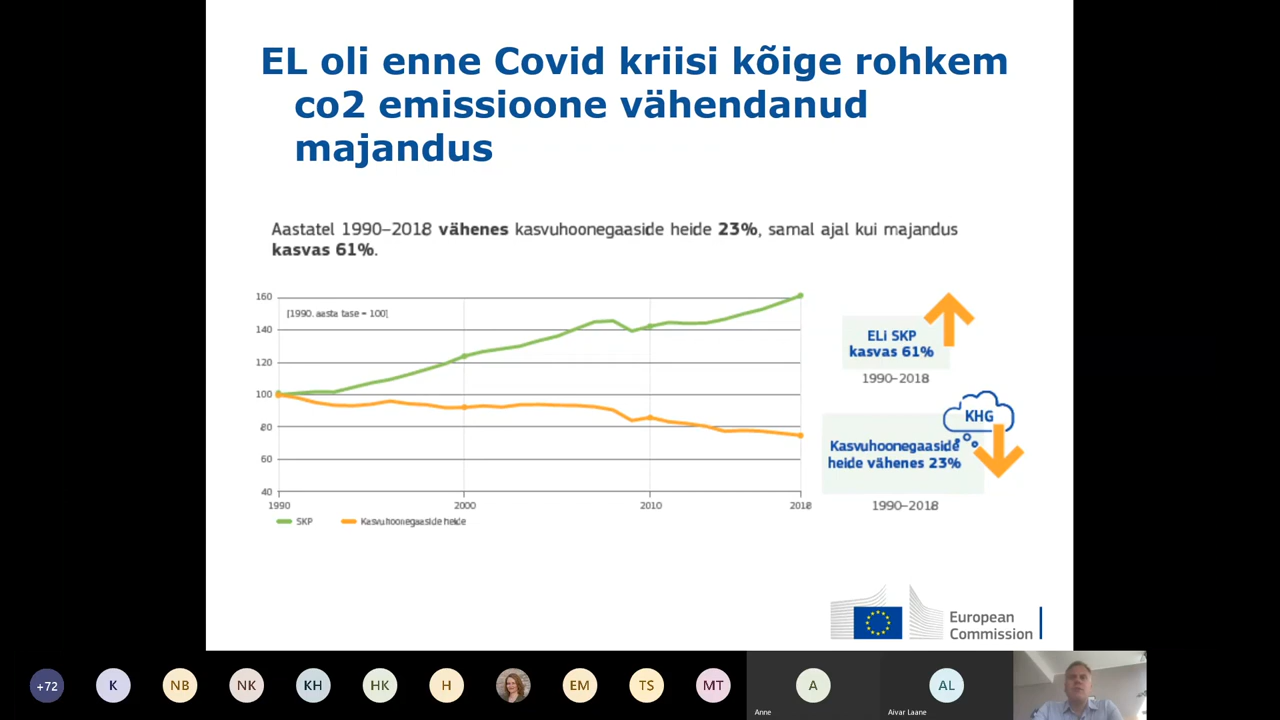 EL oli enne Covid kriisi kõige rohkem
co2 emissioone vähendanud
majandus
Aastatel 1990–2018 vähenes kasvuhoonegaaside heide 23%, samal ajal kui majandus
kasvas 61%.
160
[1990. aasta tase = 100]
140
120
100
80
60
40
1990
2000
2010
2018
SKP
Kasvuhoonegaaside heide
ELi SKP
kasvas 61%
1990–2018
KHG
Kasvuhoonegaaside
heide vähenes 23%
1990–2018
European
Commission
+72
K
NB
NK
KH
HK
H
EM
TS
MT
A
Anne
AL
Aivar Laane